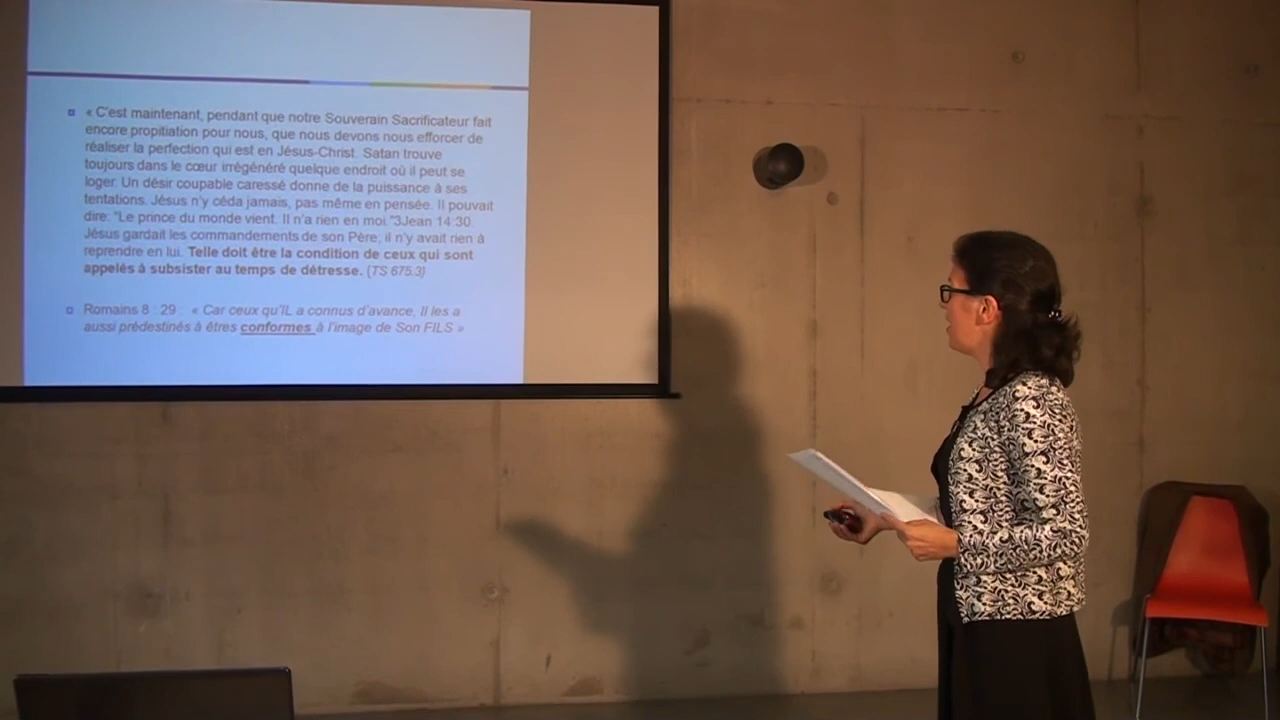 « C'est maintenant, pendant que notre Souverain Sacrificateur fait
encore propitiation pour nous, que nous devons nous efforcer de
réaliser la perfection qui est en Jésus-Christ. Satan trouve
toujours dans le cœur irrégénéré quelque endroit où il peut se
loger. Un désir coupable caressé donne de la puissance à ses
tentations. Jésus n'y céda jamais, pas même en pensée. Il pouvait
dire: "Le prince du monde vient. Il n'a rien en moi."3Jean 14:30.
Jésus gardait les commandements de son Père; il n'y avait rien à
reprendre en lui. Telle doit être la condition de ceux qui sont
appelés à subsister au temps de détresse. {TS 675.3}
Romains 8 : 29 : « Car ceux qu'IL a connus d'avance, Il les a
aussi prédestinés à êtres conformes à l'image de Son FILS »